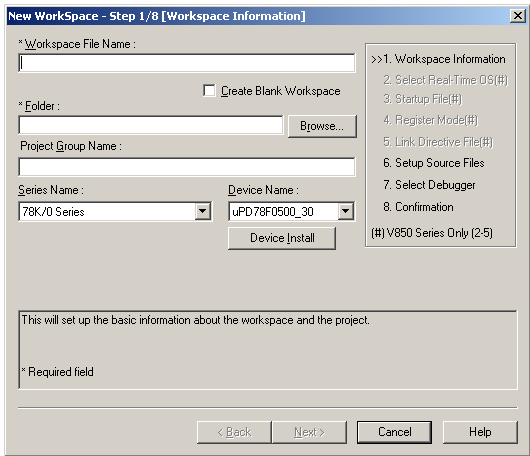 New WorkSpace - Step 1/8 [Workspace Information]
* Workspace File Name :
Create Blank Workspace
* Folder :
Browse...
Project Group Name :
Series Name :
Device Name :
78K/0 Series
uPD78F0500_30
Device Install
>>1. Workspace Information
2. Select Real-Time OS(#)
3. Startup File(#)
4. Register Mode(#)
5. Link Directive File(#)
6. Setup Source Files
7. Select Debugger
8. Confirmation
(#) V850 Series Only (2-5)
This will set up the basic information about the workspace and the project.
* Required field
< Back
Next >
Cancel
Help